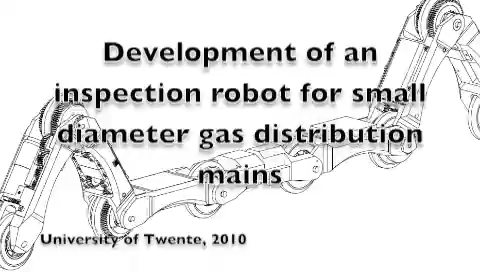 Development of an
inspection robot for small
diameter gas distribution
mains
University of Twente, 2010